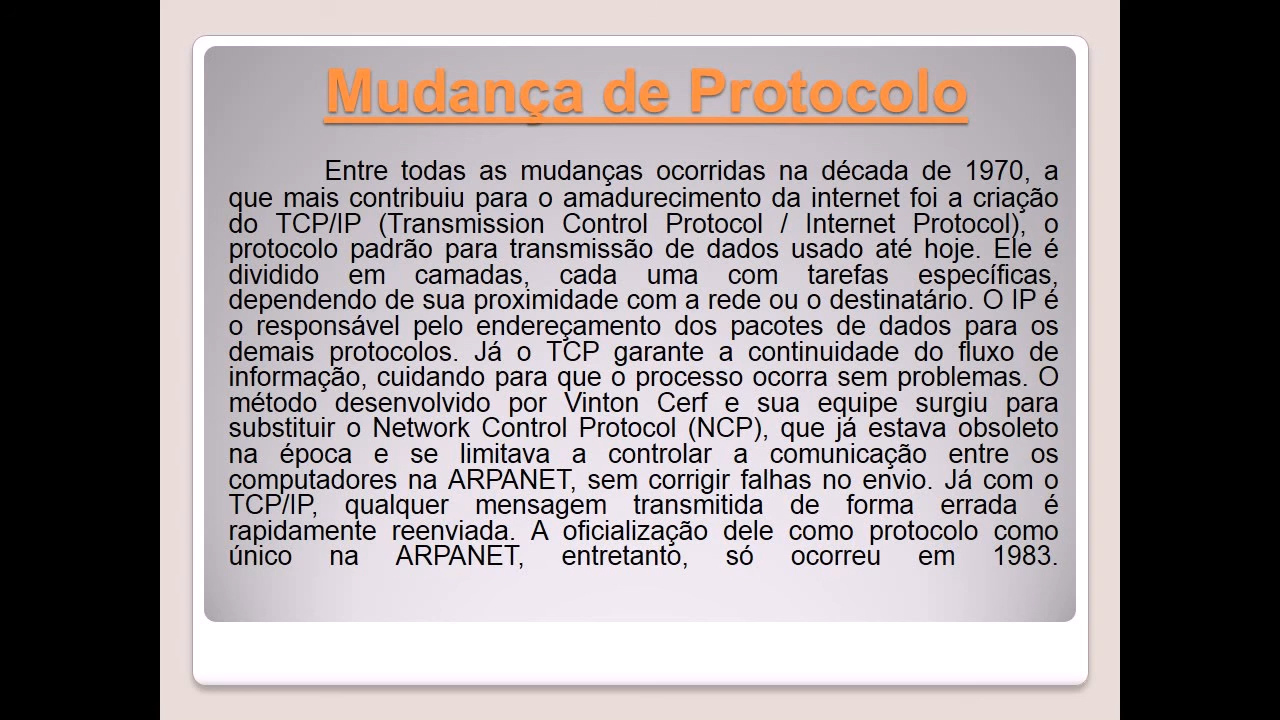 Mudança de Protocolo
Entre todas as mudanças ocorridas na década de 1970, a
que mais contribuiu para o amadurecimento da internet foi a criação
do TCP/IP (Transmission Control Protocol / Internet Protocol), o
protocolo padrão para transmissão de dados usado até hoje. Ele é
dividido em camadas, cada uma com tarefas específicas,
dependendo de sua proximidade com a rede ou o destinatário. O IP é
o responsável pelo endereçamento dos pacotes de dados para os
demais protocolos. Já o TCP garante a continuidade do fluxo de
informação, cuidando para que o processo ocorra sem problemas. O
método desenvolvido por Vinton Cerf e sua equipe surgiu para
substituir o Network Control Protocol (NCP), que já estava obsoleto
na época e se limitava a controlar a comunicação entre os
computadores na ARPANET, sem corrigir falhas no envio. Já com o
TCP/IP, qualquer mensagem transmitida de forma errada é
rapidamente reenviada. A oficialização dele como protocolo como
único na ARPANET, entretanto, só ocorreu em 1983.